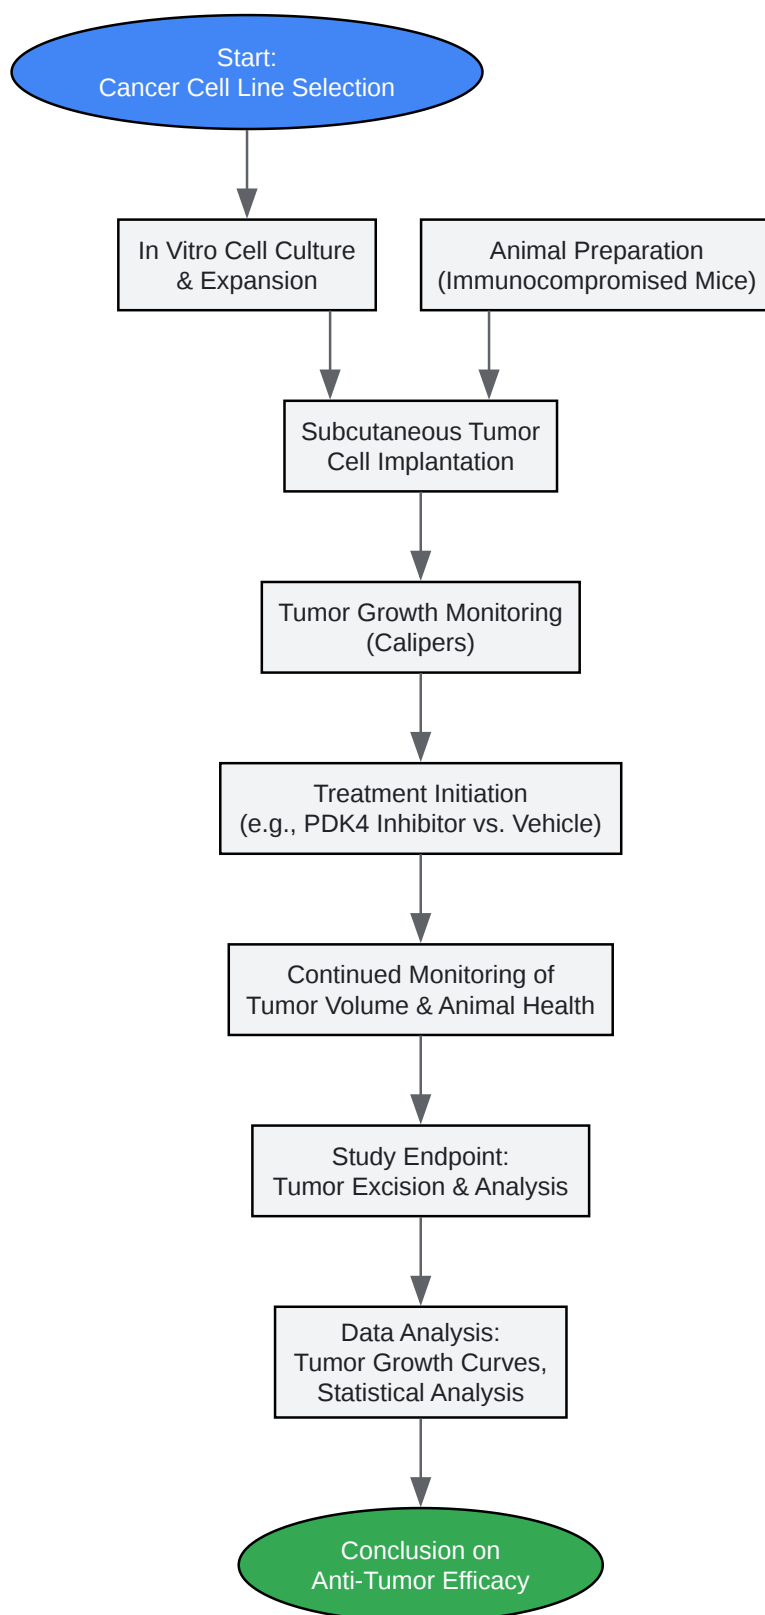 Start:
Cancer Cell Line Selection
In Vitro Cell Culture
& Expansion
Animal Preparation
(Immunocompromised Mice)
Subcutaneous Tumor
Cell Implantation
Tumor Growth Monitoring
(Calipers)
Treatment Initiation
(e.g., PDK4 Inhibitor vs. Vehicle)
Continued Monitoring of
Tumor Volume & Animal Health
Study Endpoint:
Tumor Excision & Analysis
Data Analysis:
Tumor Growth Curves,
Statistical Analysis
Conclusion on
Anti-Tumor Efficacy